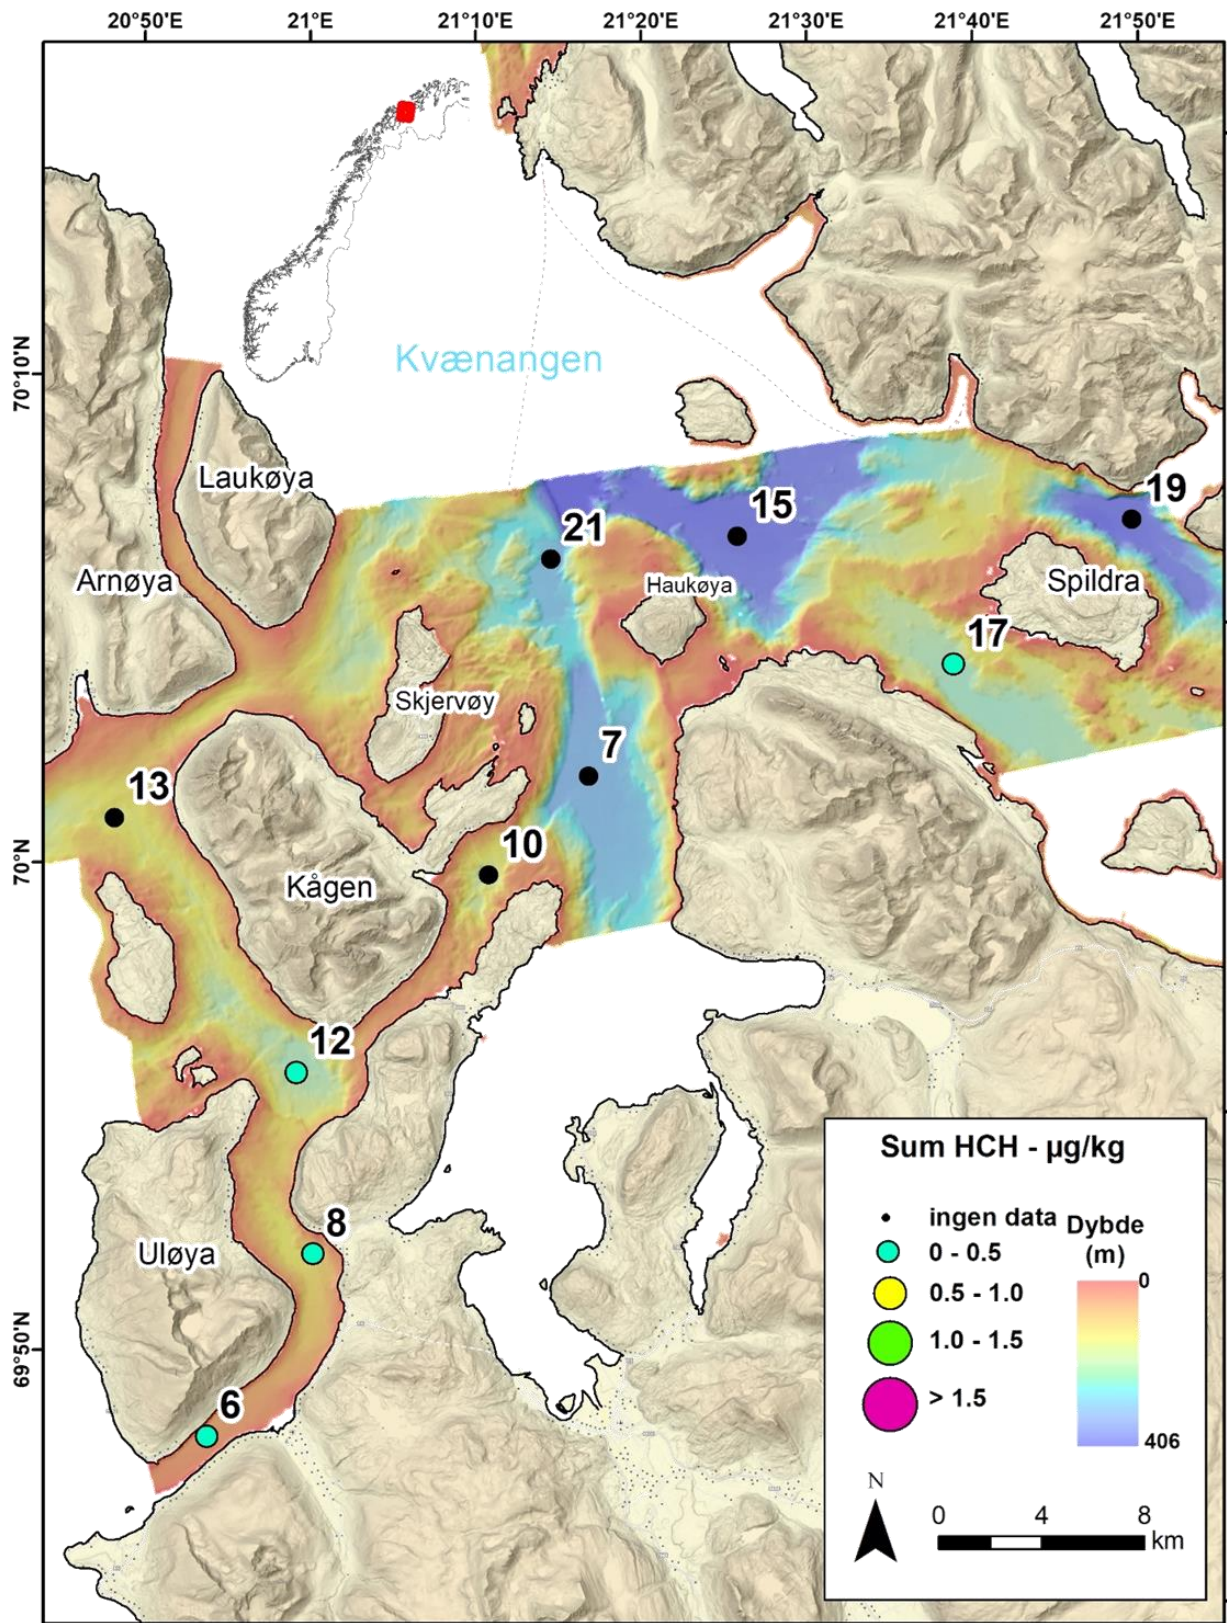 20°50'E 21°E 21°10'E 21°20'E 21°30'E 21°40'E 21°50'E
70°10'N
Kvænangen
Laukøya
15
19
21
Arnøya
Haukøya
Spildra
17
Skjervøy
7
13
10
70°N
Kågen
12
8
Uløya
69°50'N
6
Sum HCH - µg/kg
ingen data
0 - 0.5
0.5 - 1.0
1.0 - 1.5
> 1.5
Dybde
(m)
0
406
N
0 4 8
km